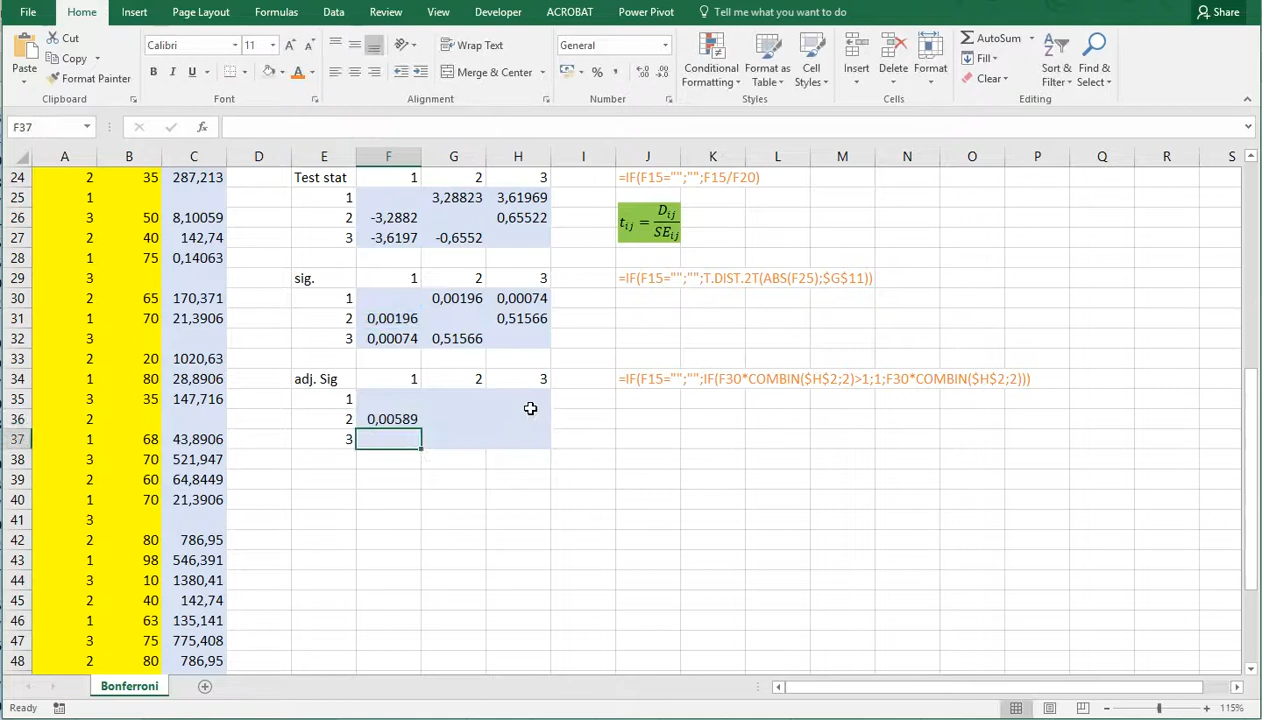 File Home Insert Page Layout Formulas Data Review View Developer ACROBAT Power Pivot Tell me what you want to do Share
Paste
Cut
Copy
Format Painter
Calibri 11
B I U
Wrap Text
Merge & Center
General
Conditional Formatting
Format as Table
Cell Styles
Insert
Delete
Format
AutoSum
Fill
Clear
Sort & Filter
Find & Select
Clipboard Font Alignment Number Styles Cells Editing
F37
A B C D E F G H I J K L M N O P Q R S
24 2 35 287,213 Test stat 1 2 3 =IF(F15="";"";F15/F20)
25 1 1 3,28823 3,61969
26 3 50 8,10059 2 -3,2882 0,65522 tij = Dij / SEij
27 2 40 142,74 3 -3,6197 -0,6552
28 1 75 0,14063
29 3 sig. 1 2 3 =IF(F15="";"";T.DIST.2T(ABS(F25);$G$11))
30 2 65 170,371 1 0,00196 0,00074
31 1 70 21,3906 2 0,00196 0,51566
32 3 3 0,00074 0,51566
33 2 20 1020,63
34 1 80 28,8906 adj. Sig 1 2 3 =IF(F15="";"";IF(F30*COMBIN($H$2;2)>1;1;F30*COMBIN($H$2;2)))
35 3 35 147,716 1
36 2 2 0,00589
37 1 68 43,8906 3
38 3 70 521,947
39 2 60 64,8449
40 1 70 21,3906
41 3
42 2 80 786,95
43 1 98 546,391
44 3 10 1380,41
45 2 40 142,74
46 1 63 135,141
47 3 75 775,408
48 2 80 786,95
Bonferroni
Ready 115%